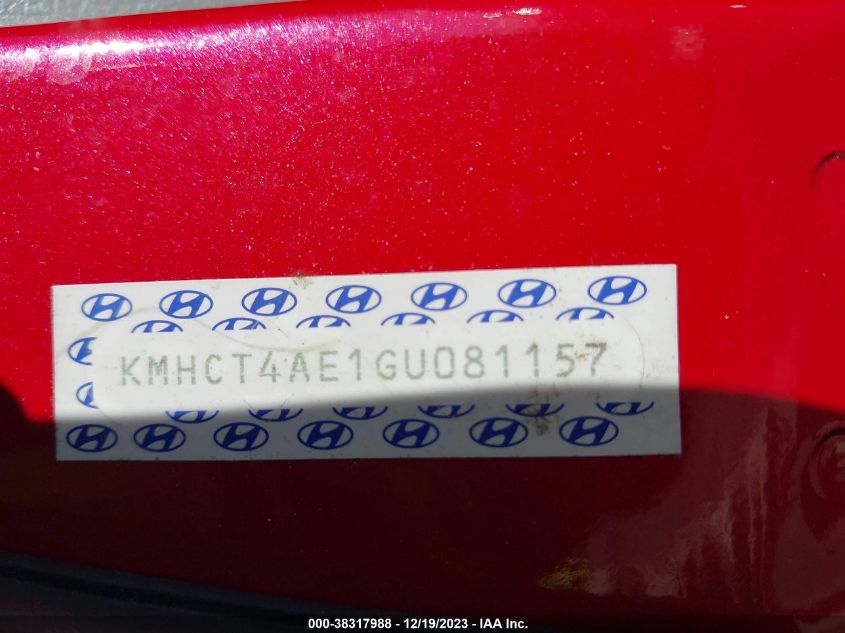 KMHCT4AE1GU081157
000-38317988 - 12/19/2023 - IAA Inc.